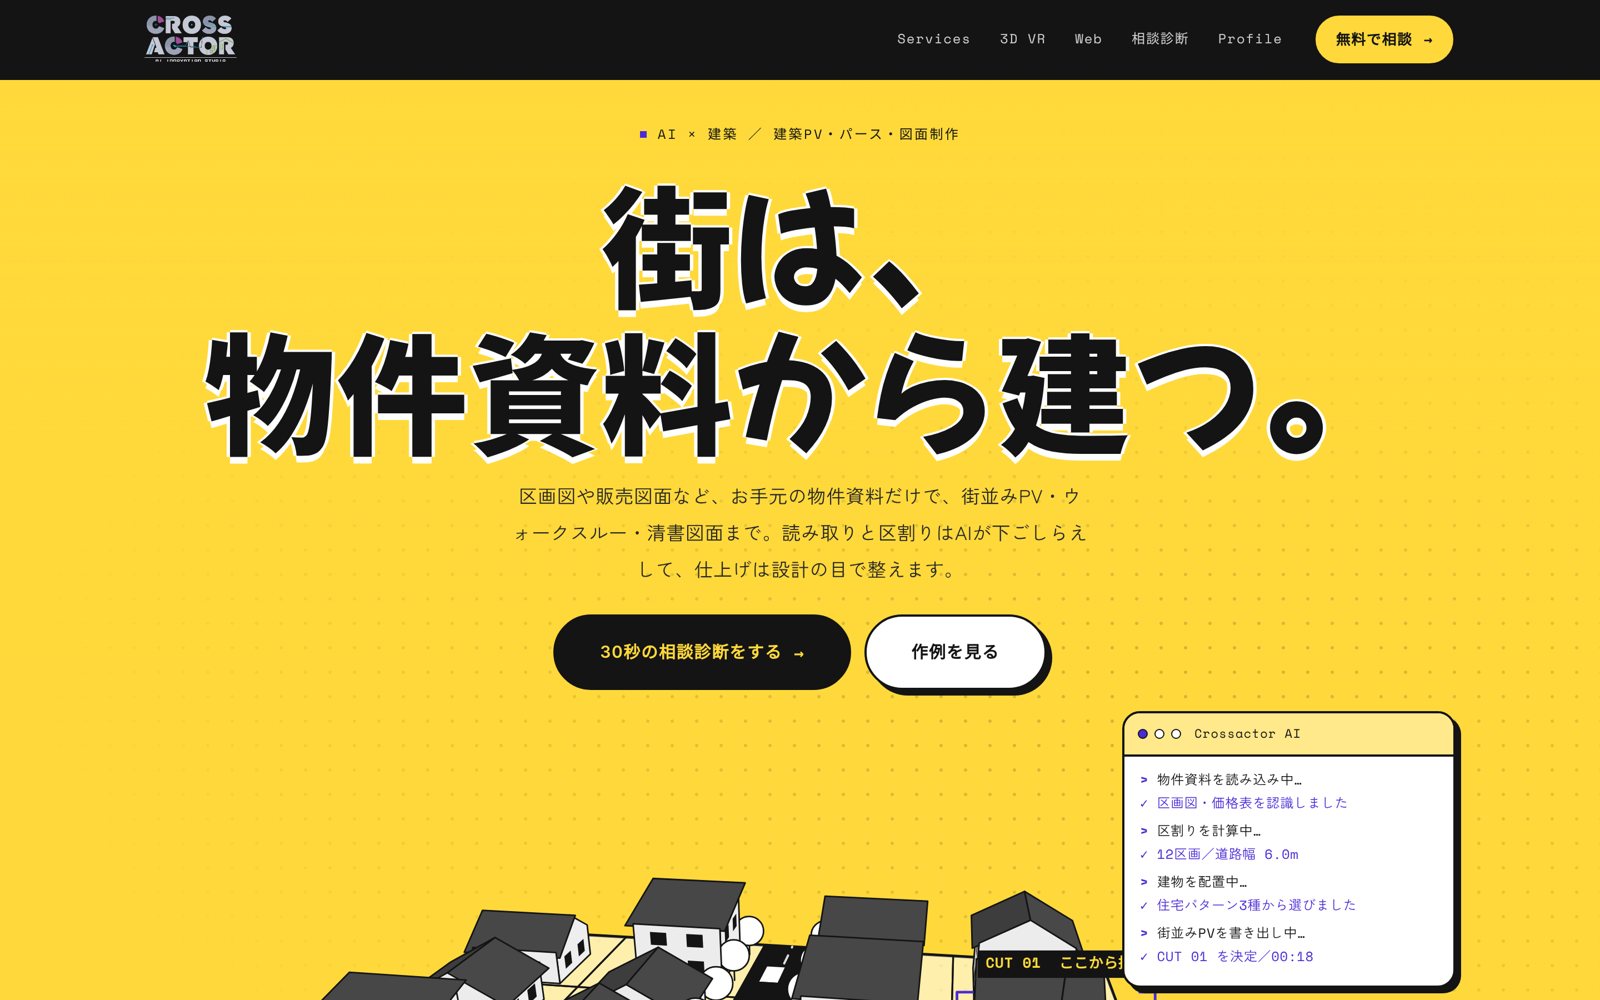 CROSS
ACTOR
AI INNOVATION STUDIO
Services
3D VR
Web
相談診断
Profile
無料で相談 →
AI × 建築 ／ 建築PV・パース・図面制作
街は、
物件資料から建つ。
区画図や販売図面など、お手元の物件資料だけで、街並みPV・ウ
ォークスルー・清書図面まで。読み取りと区割りはAIが下ごしらえ
して、仕上げは設計の目で整えます。
30秒の相談診断をする →
作例を見る
Crossactor AI
> 物件資料を読み込み中…
✓ 区画図・価格表を認識しました
> 区割りを計算中…
✓ 12区画／道路幅 6.0m
> 建物を配置中…
✓ 住宅パターン3種から選びました
> 街並みPVを書き出し中…
✓ CUT 01 を決定／00:18
CUT 01 ここから